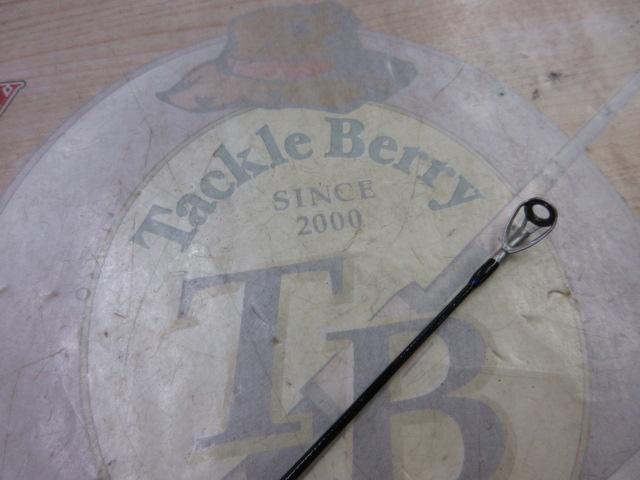 Tackle Berry
SINCE
2000
TB